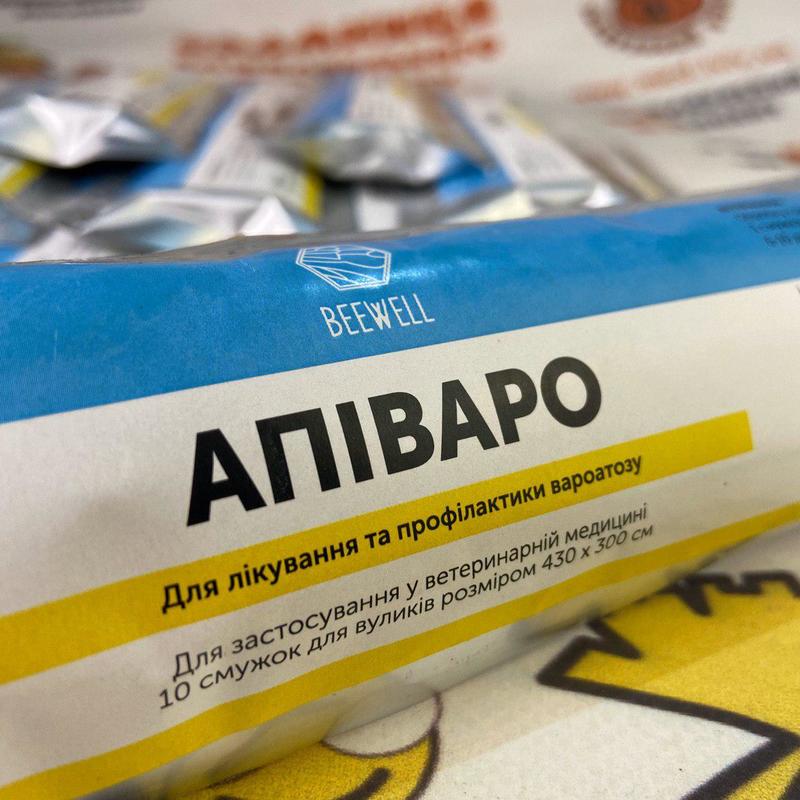 BEEWELL
АПІВАРО
Для лікування та профілактики вароатозу
Для застосування у ветеринарній медицині
10 смужок для вуликів розміром 430 х 300 см